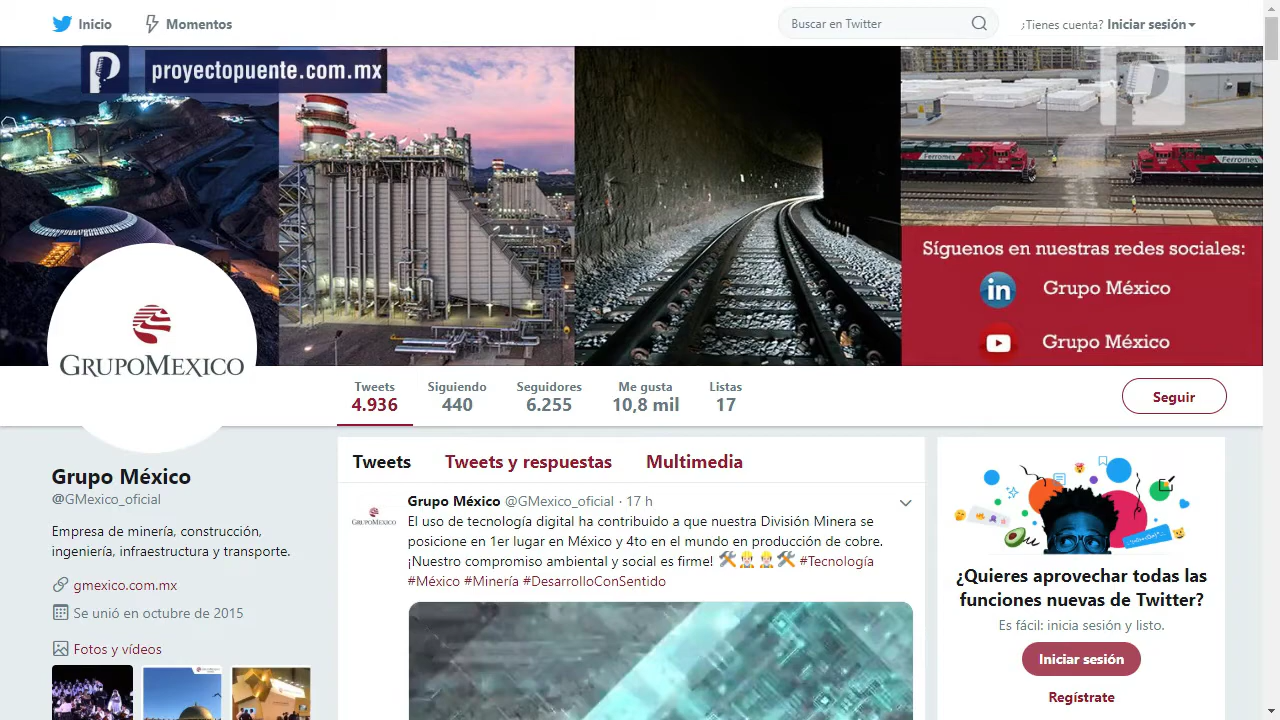 Inicio
Momentos
Buscar en Twitter
¿Tienes cuenta? Iniciar sesión
proyectopuente.com.mx
Ferromex
Ferromex
Síguenos en nuestras redes sociales:
in
Grupo México
Grupo México
GRUPOMEXICO
Tweets
4.936
Siguiendo
440
Seguidores
6.255
Me gusta
10,8 mil
Listas
17
Seguir
Grupo México
@GMexico_oficial
Empresa de minería, construcción,
ingeniería, infraestructura y transporte.
gmexico.com.mx
Se unió en octubre de 2015
Fotos y vídeos
Tweets
Tweets y respuestas
Multimedia
GRUPOMEXICO
Grupo México @GMexico_oficial · 17 h
El uso de tecnología digital ha contribuido a que nuestra División Minera se
posicione en 1er lugar en México y 4to en el mundo en producción de cobre.
¡Nuestro compromiso ambiental y social es firme! 🛠️👷🏼👷🏼🛠️ #Tecnología
#México #Minería #DesarrolloConSentido
¿Quieres aprovechar todas las
funciones nuevas de Twitter?
Es fácil: inicia sesión y listo.
Iniciar sesión
Regístrate